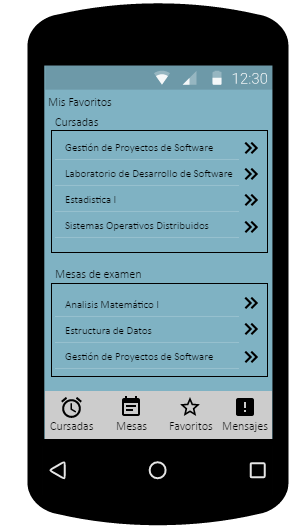 12:30
Mis Favoritos
Cursadas
Gestión de Proyectos de Software
Laboratorio de Desarrollo de Software
Estadistica I
Sistemas Operativos Distribuidos
Mesas de examen
Analisis Matemático I
Estructura de Datos
Gestión de Proyectos de Software
Cursadas Mesas Favoritos Mensajes